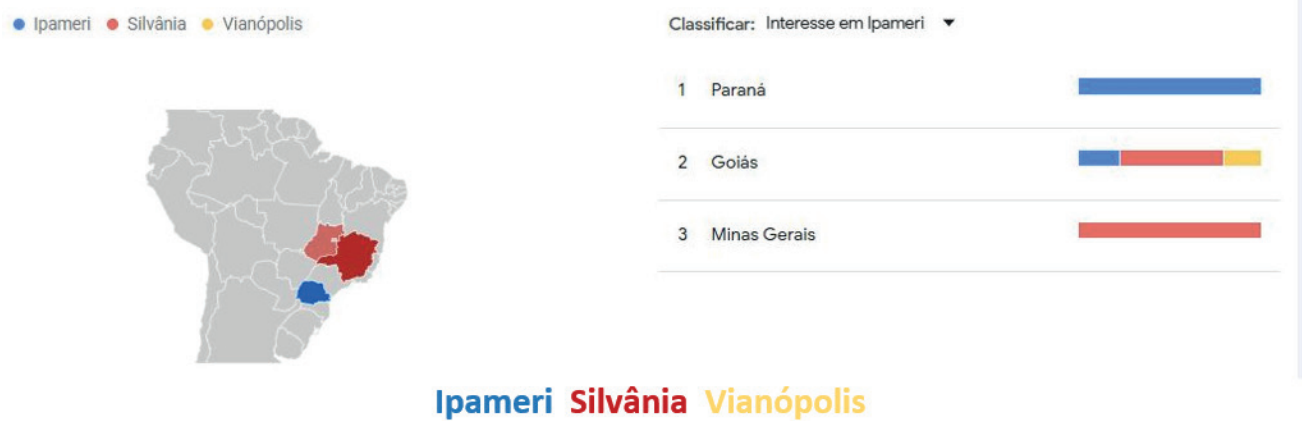 Ipameri Silvânia Vianópolis
Classificar: Interesse em Ipameri
1 Paraná
2 Goiás
3 Minas Gerais
Ipameri Silvânia Vianópolis